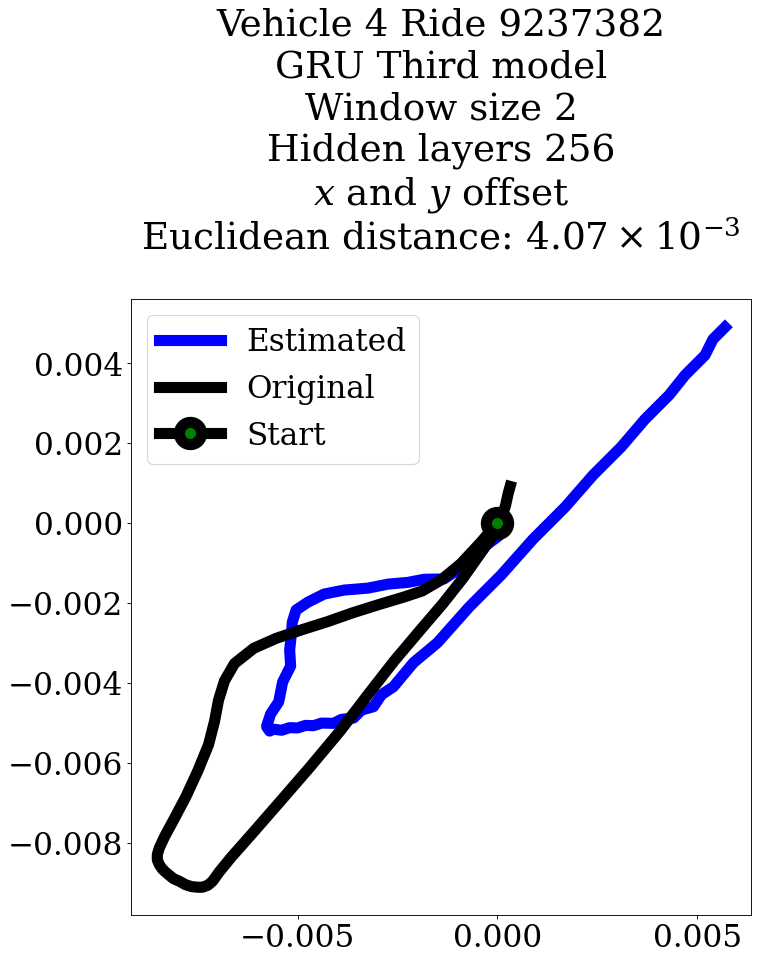 Vehicle 4 Ride 9237382
GRU Third model
Window size 2
Hidden layers 256
x and y offset
Euclidean distance: 4.07 × 10⁻³
Estimated
Original
Start
0.004
0.002
0.000
−0.002
−0.004
−0.006
−0.008
−0.005 0.000 0.005